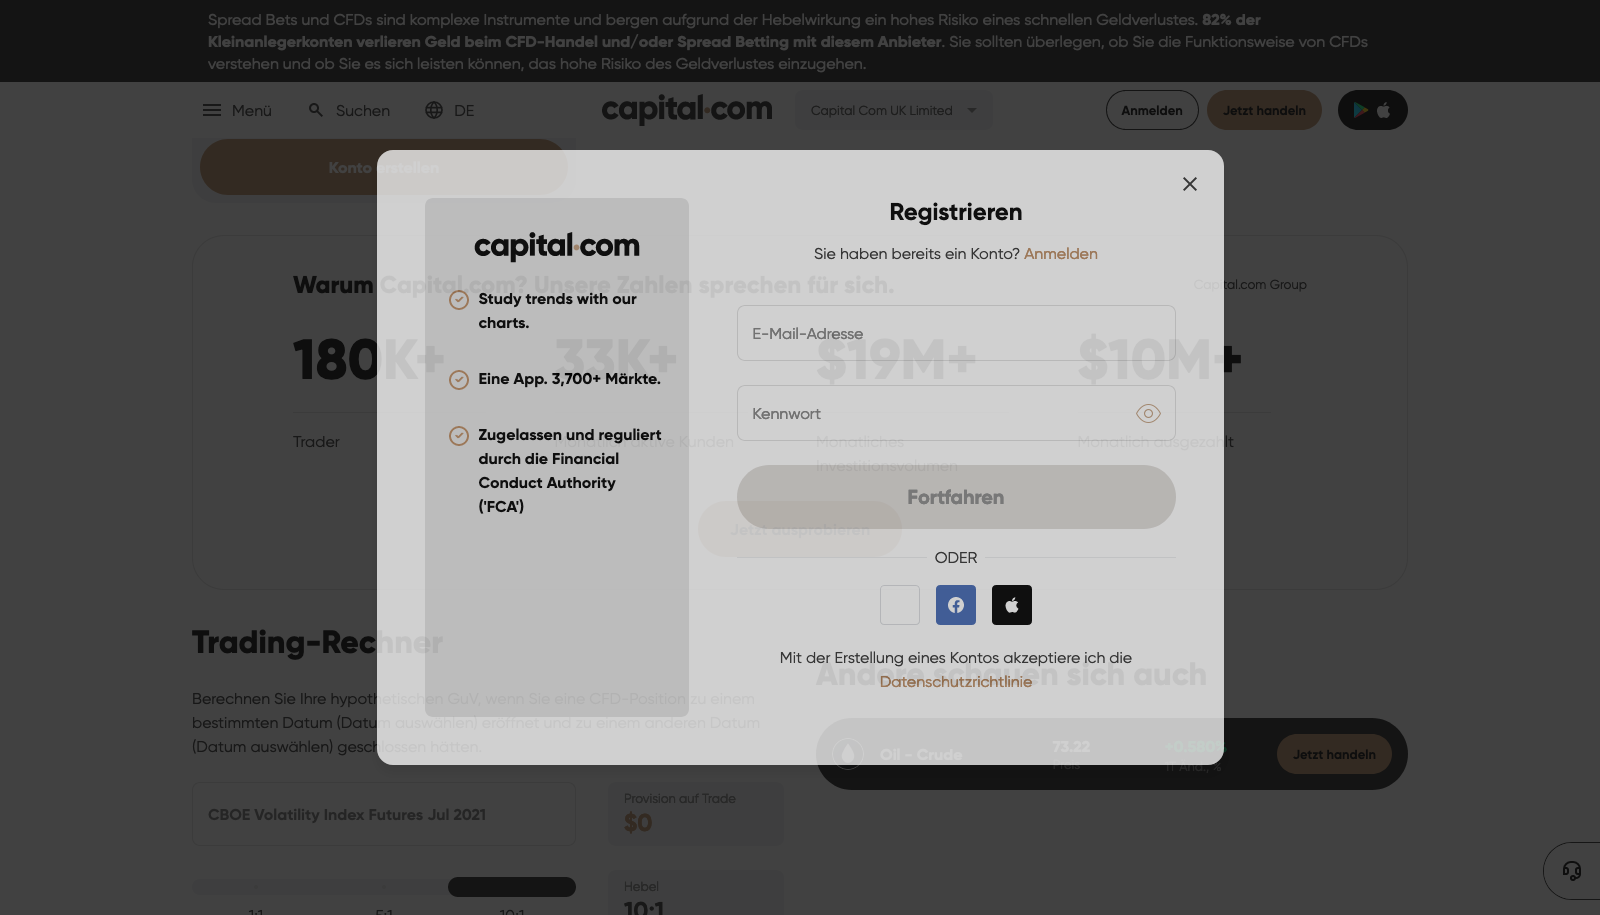 Spread Bets und CFDs sind komplexe Instrumente und bergen aufgrund der Hebelwirkung ein hohes Risiko eines schnellen Geldverlustes. 82% der
Kleinanlegerkonten verlieren Geld beim CFD-Handel und/oder Spread Betting mit diesem Anbieter. Sie sollten überlegen, ob Sie die Funktionsweise von CFDs
verstehen und ob Sie es sich leisten können, das hohe Risiko des Geldverlustes einzugehen.
Menü
Suchen
DE
capital.com
Capital Com UK Limited
Anmelden
Jetzt handeln
Konto erstellen
Warum Capital.com? Unsere Zahlen sprechen für sich.
Capital.com Group
180K+
33K+
$19M+
$10M+
Trader
Monatlich aktive Kunden
Monatliches
Investitionsvolumen
Monatlich ausgezahlt
Jetzt ausprobieren
capital.com
Study trends with our
charts.
Eine App. 3,700+ Märkte.
Zugelassen und reguliert
durch die Financial
Conduct Authority
('FCA')
Registrieren
Sie haben bereits ein Konto? Anmelden
E-Mail-Adresse
Kennwort
Fortfahren
ODER
Mit der Erstellung eines Kontos akzeptiere ich die
Datenschutzrichtlinie
Trading-Rechner
Berechnen Sie Ihre hypothetischen GuV, wenn Sie eine CFD-Position zu einem
bestimmten Datum (Datum auswählen) eröffnet und zu einem anderen Datum
(Datum auswählen) geschlossen hätten.
CBOE Volatility Index Futures Jul 2021
Provision auf Trade
$0
Hebel
10:1
1:1
5:1
10:1
Andere schauen sich auch
Oil - Crude
73.22
Preis
Jetzt handeln